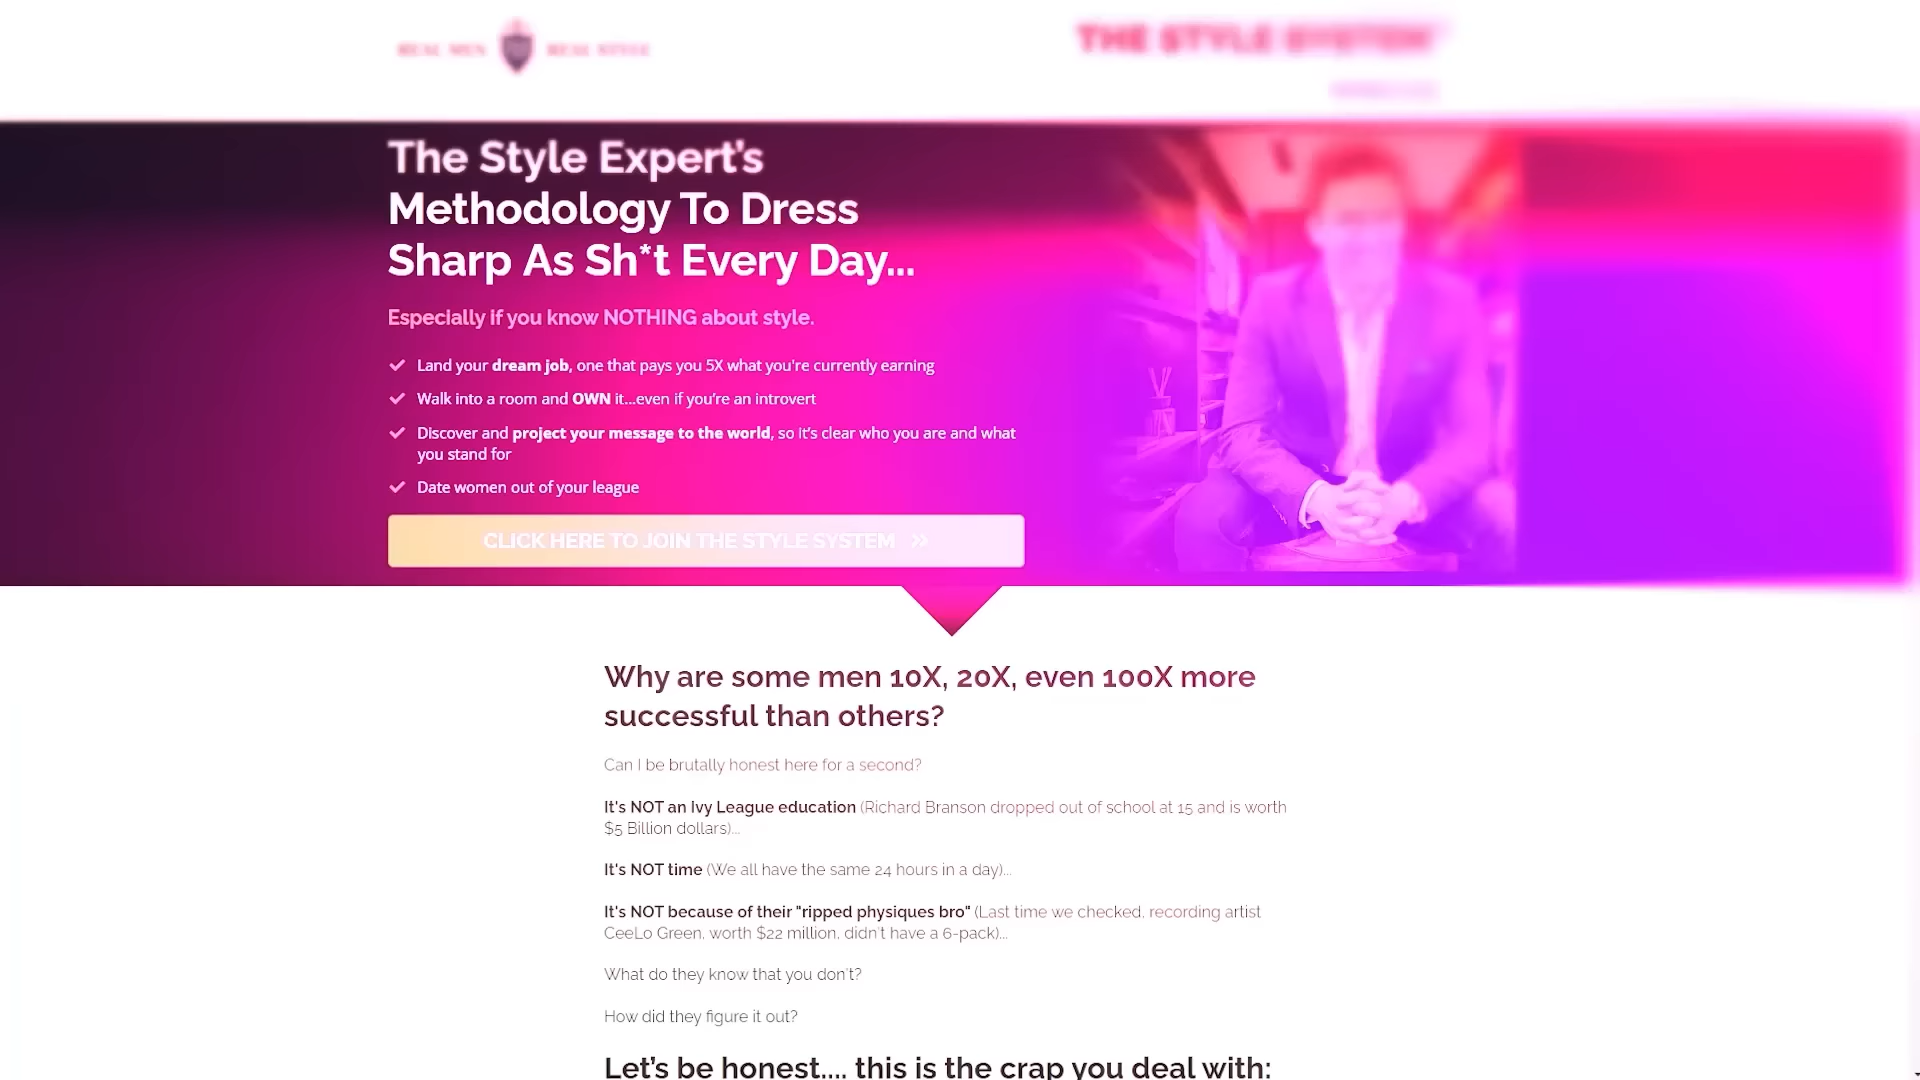 REAL MEN REAL STYLE
THE STYLE SYSTEM
The Style Expert’s
Methodology To Dress
Sharp As Sh*t Every Day...
Especially if you know NOTHING about style.
Land your dream job, one that pays you 5X what you're currently earning
Walk into a room and OWN it...even if you’re an introvert
Discover and project your message to the world, so it’s clear who you are and what
you stand for
Date women out of your league
CLICK HERE TO JOIN THE STYLE SYSTEM »
Why are some men 10X, 20X, even 100X more
successful than others?
Can I be brutally honest here for a second?
It's NOT an Ivy League education (Richard Branson dropped out of school at 15 and is worth
$5 Billion dollars)...
It's NOT time (We all have the same 24 hours in a day)...
It's NOT because of their "ripped physiques bro" (Last time we checked, recording artist
CeeLo Green, worth $22 million, didn't have a 6-pack)...
What do they know that you don't?
How did they figure it out?
Let’s be honest.... this is the crap you deal with: